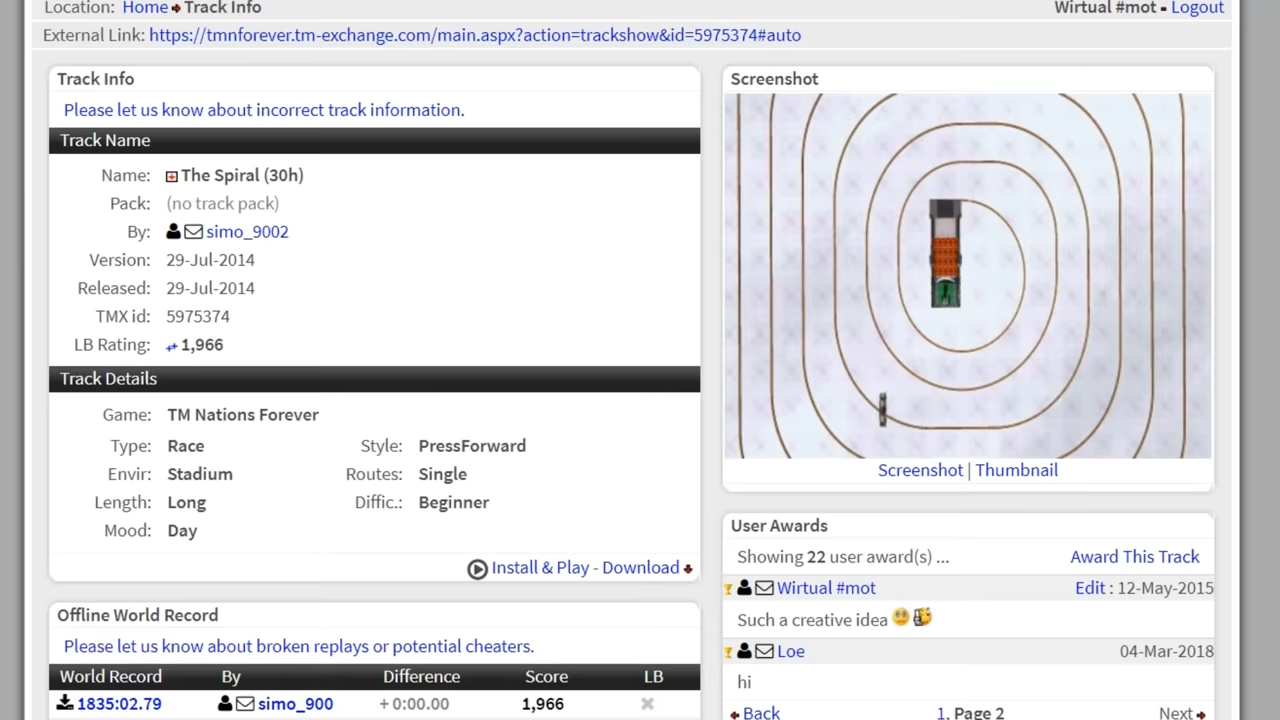 Location: Home Track Info
Wirtual #mot - Logout
External Link: https://tmnforever.tm-exchange.com/main.aspx?action=trackshow&id=5975374#auto
Track Info
Please let us know about incorrect track information.
Track Name
Name: The Spiral (30h)
Pack: (no track pack)
By: simo_9002
Version: 29-Jul-2014
Released: 29-Jul-2014
TMX id: 5975374
LB Rating: 1,966
Track Details
Game: TM Nations Forever
Type: Race Style: PressForward
Envir: Stadium Routes: Single
Length: Long Diffic.: Beginner
Mood: Day
Install & Play - Download
Offline World Record
Please let us know about broken replays or potential cheaters.
World Record By Difference Score LB
1835:02.79 simo_900 + 0:00.00 1,966
Screenshot
Screenshot | Thumbnail
User Awards
Showing 22 user award(s) ... Award This Track
Wirtual #mot Edit : 12-May-2015
Such a creative idea
Loe 04-Mar-2018
hi
Back 1, Page 2 Next